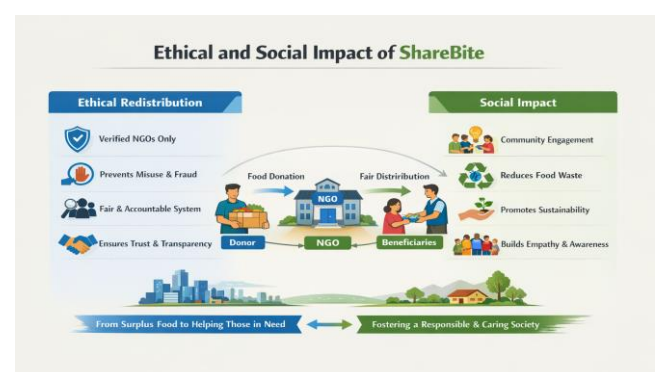 Ethical and Social Impact of ShareBite
Ethical Redistribution
Social Impact
Verified NGOs Only
Prevents Misuse & Fraud
Fair & Accountable System
Ensures Trust & Transparency
Food Donation
Fair Distriribution
NGO
Donor
NGO
Beneficiaries
Community Engagement
Reduces Food Waste
Promotes Sustainability
Builds Empathy & Awareness
From Surplus Food to Helping Those in Need
Fostering a Responsible & Caring Society